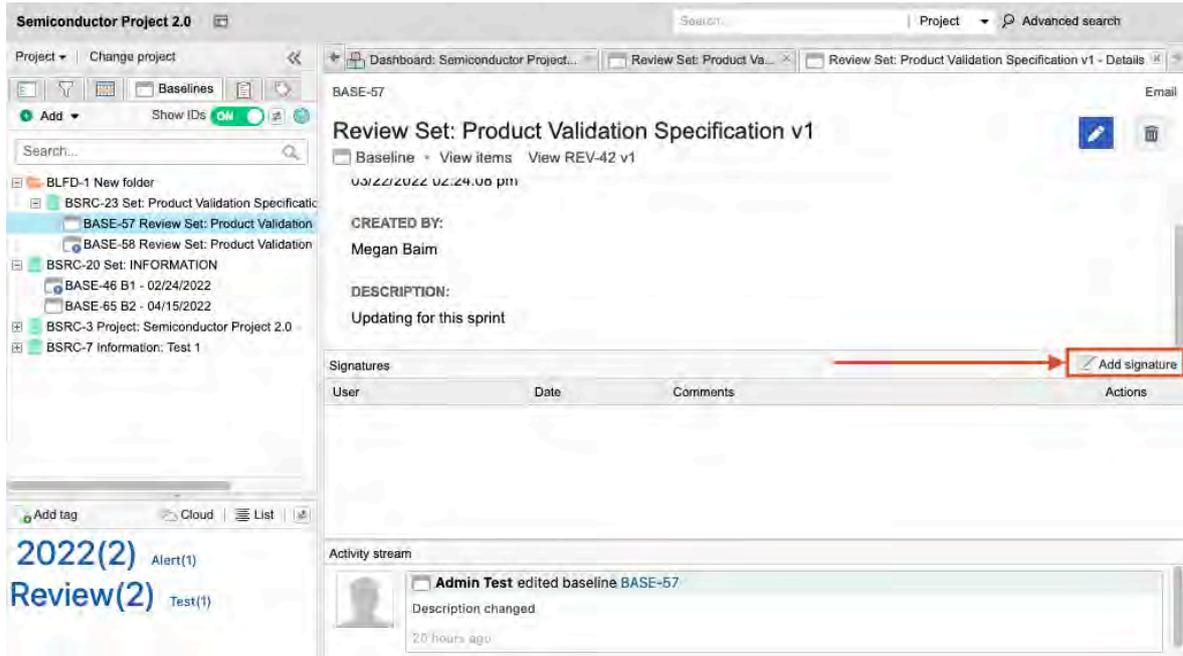 Semiconductor Project 2.0
Search... Project Advanced search
Project Change project
Dashboard: Semiconductor Project... Review Set: Product Va... Review Set: Product Validation Specification v1 - Details
Baselines
Add Show IDs ON
Search...
BLFD-1 New folder
BSRC-23 Set: Product Validation Specificatic
BASE-57 Review Set: Product Validation
BASE-58 Review Set: Product Validation
BSRC-20 Set: INFORMATION
BASE-46 B1 - 02/24/2022
BASE-65 B2 - 04/15/2022
BSRC-3 Project: Semiconductor Project 2.0
BSRC-7 Information: Test 1
Add tag Cloud List
2022(2) Alert(1)
Review(2) Test(1)
BASE-57 Email
Review Set: Product Validation Specification v1
Baseline View items View REV-42 v1
03/22/2022 02:24:08 pm
CREATED BY:
Megan Baim
DESCRIPTION:
Updating for this sprint
Signatures Add signature
User Date Comments Actions
Activity stream
Admin Test edited baseline BASE-57
Description changed
20 hours ago